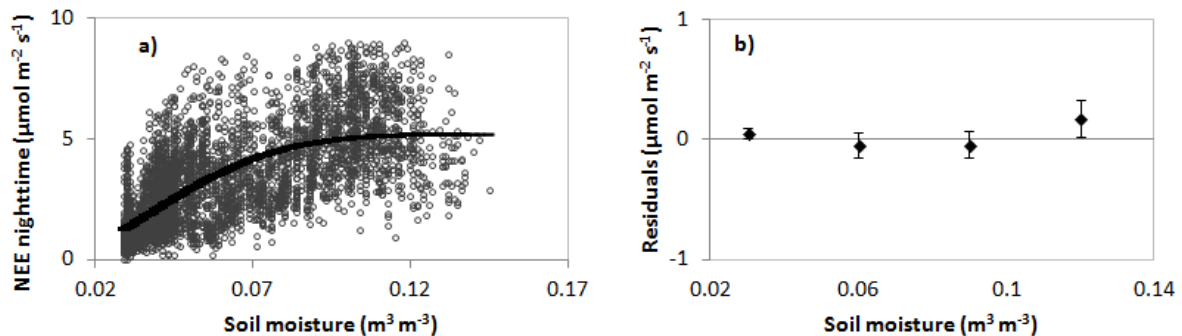 NEE nighttime (µmol m⁻² s⁻¹)
10
5
0
a)
0.02 0.07 0.12 0.17
Soil moisture (m³ m⁻³)
Residuals (µmol m⁻² s⁻¹)
1
0
-1
b)
0.02 0.06 0.1 0.14
Soil moisture (m³ m⁻³)